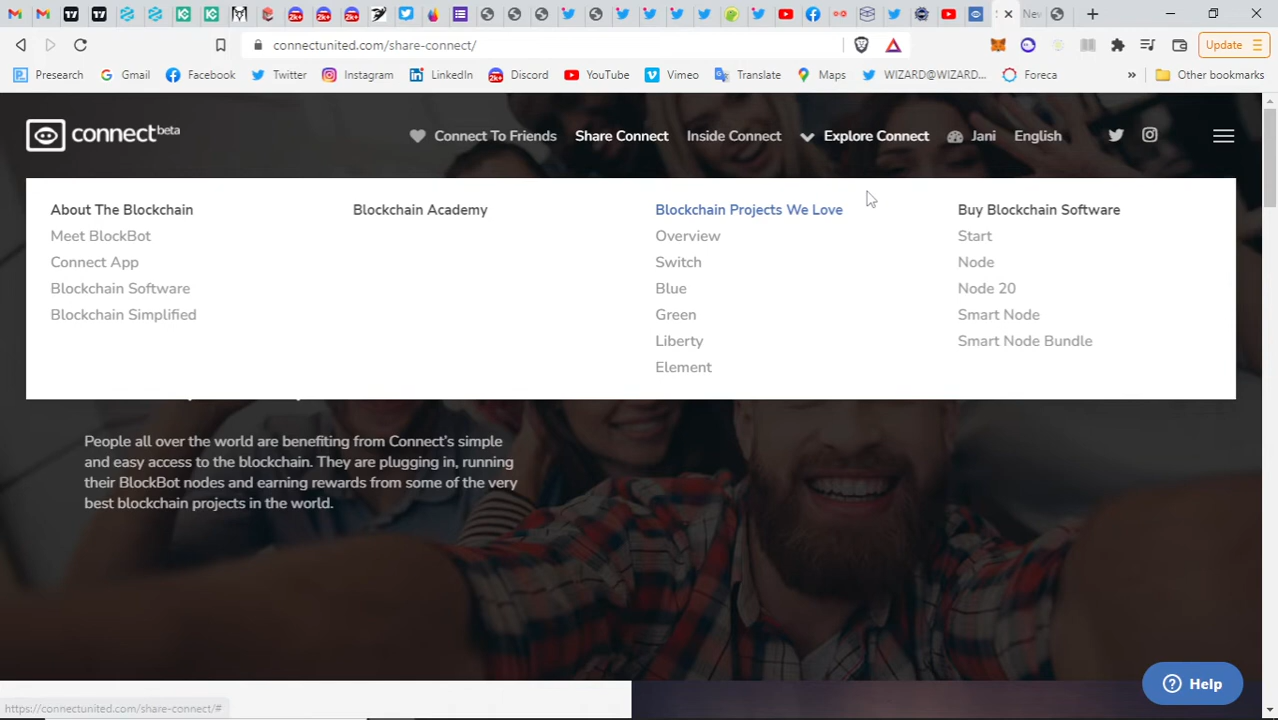 New
connectunited.com/share-connect/
Update
Presearch
Gmail
Facebook
Twitter
Instagram
LinkedIn
Discord
YouTube
Vimeo
Translate
Maps
WIZARD@WIZARD...
Foreca
»
Other bookmarks
connect beta
Connect To Friends
Share Connect
Inside Connect
Explore Connect
Jani
English
About The Blockchain
Meet BlockBot
Connect App
Blockchain Software
Blockchain Simplified
Blockchain Academy
Blockchain Projects We Love
Overview
Switch
Blue
Green
Liberty
Element
Buy Blockchain Software
Start
Node
Node 20
Smart Node
Smart Node Bundle
People all over the world are benefiting from Connect's simple
and easy access to the blockchain. They are plugging in, running
their BlockBot nodes and earning rewards from some of the very
best blockchain projects in the world.
Help
https://connectunited.com/share-connect/#